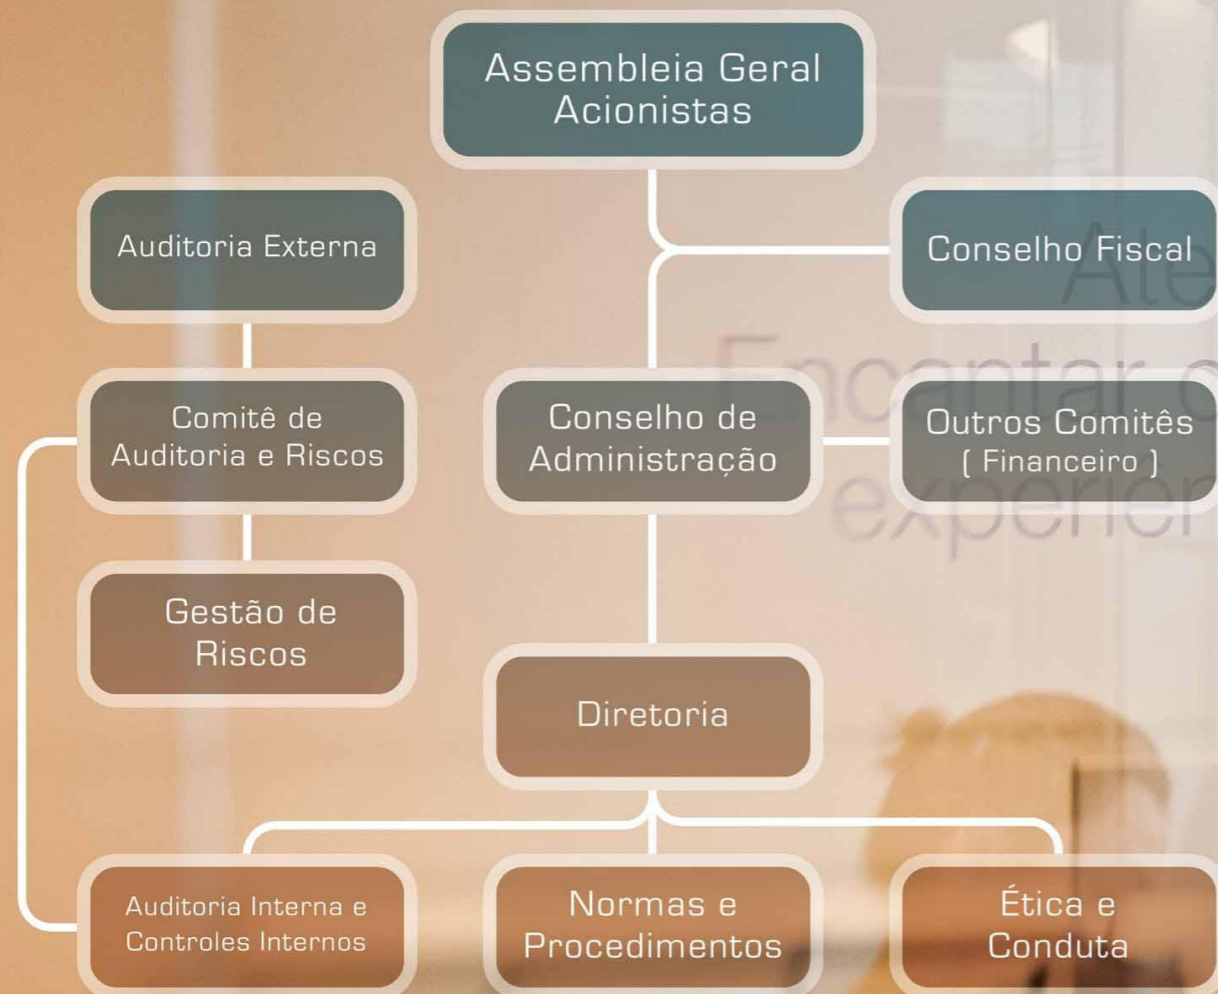 Assembleia Geral
Acionistas
Auditoria Externa
Conselho Fiscal
Comitê de
Auditoria e Riscos
Conselho de
Administração
Outros Comitês
( Financeiro )
Gestão de
Riscos
Diretoria
Auditoria Interna e
Controles Internos
Normas e
Procedimentos
Ética e
Conduta
Encantar